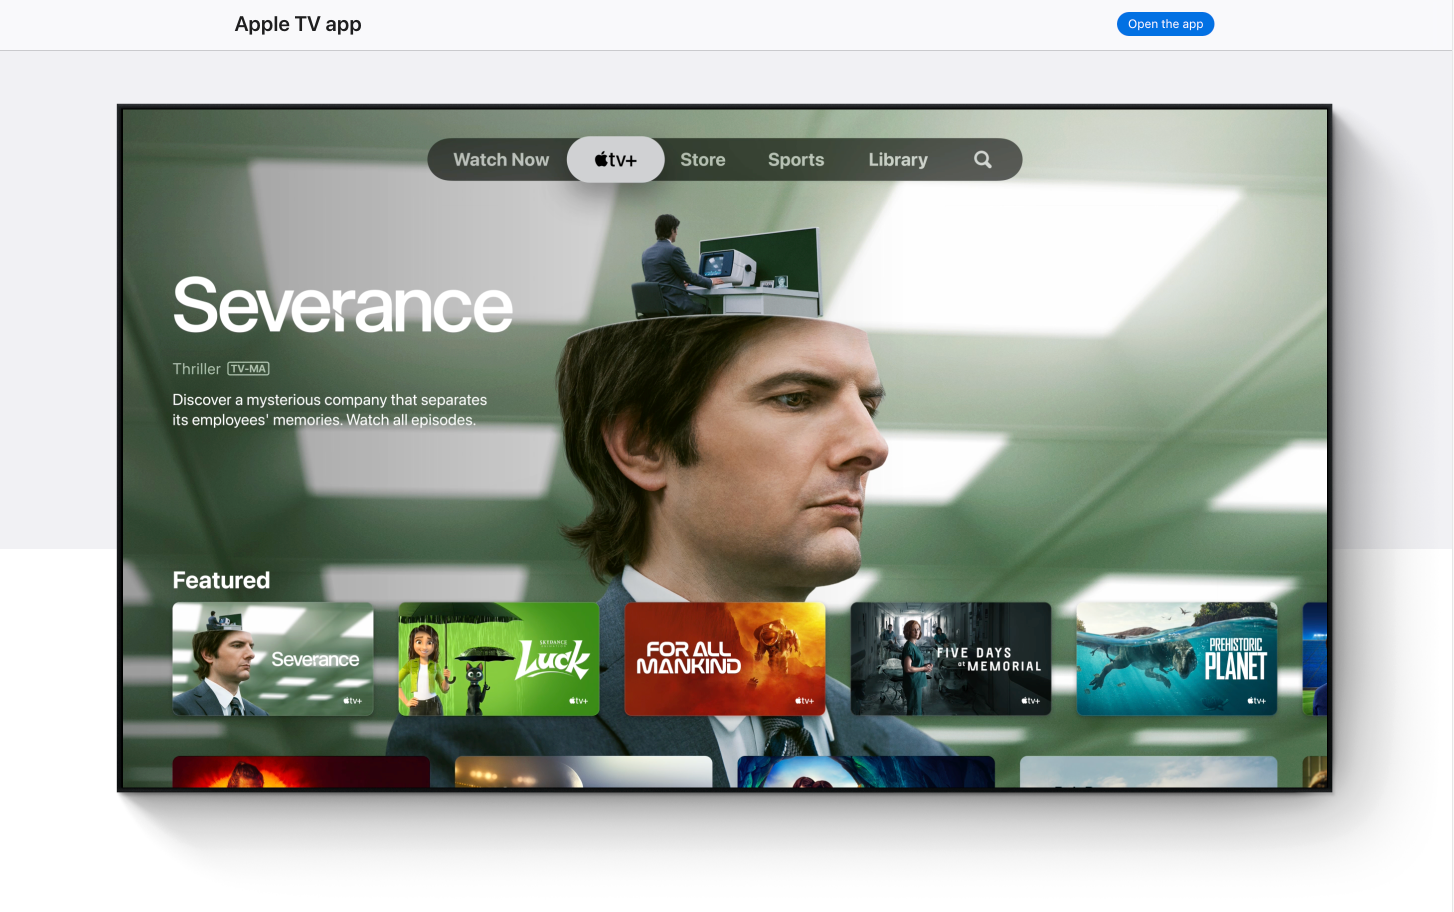 Apple TV app
Open the app
Watch Now
tv+
Store
Sports
Library
Severance
Thriller TV-MA
Discover a mysterious company that separates
its employees' memories. Watch all episodes.
Featured
Severance
tv+
SKYDANCE
Luck
tv+
FOR ALL
MANKIND
tv+
FIVE DAYS
at MEMORIAL
tv+
PREHISTORIC
PLANET
tv+